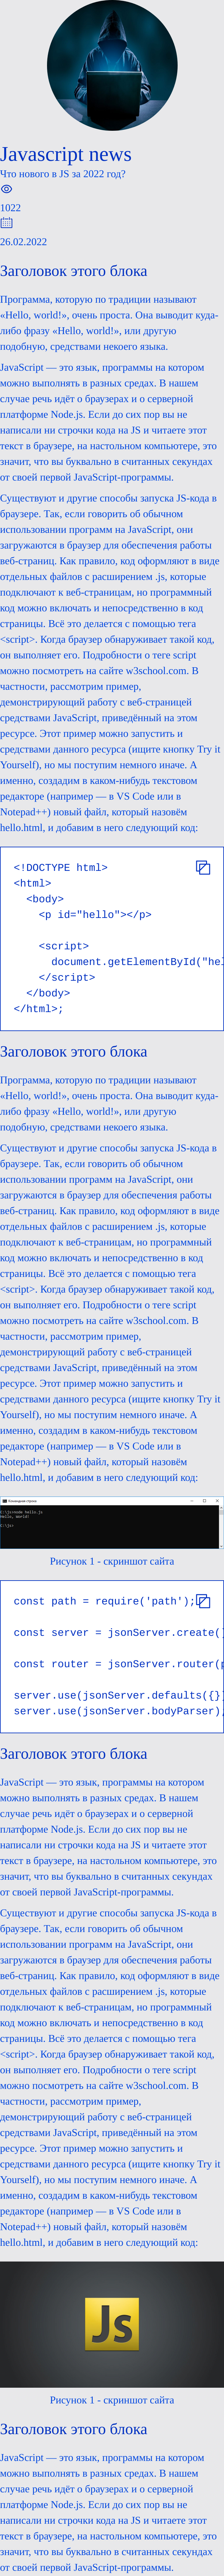 Javascript news
Что нового в JS за 2022 год?
1022
26.02.2022
Заголовок этого блока
Программа, которую по традиции называют
«Hello, world!», очень проста. Она выводит куда-
либо фразу «Hello, world!», или другую
подобную, средствами некоего языка.
JavaScript — это язык, программы на котором
можно выполнять в разных средах. В нашем
случае речь идёт о браузерах и о серверной
платформе Node.js. Если до сих пор вы не
написали ни строчки кода на JS и читаете этот
текст в браузере, на настольном компьютере, это
значит, что вы буквально в считанных секундах
от своей первой JavaScript-программы.
Существуют и другие способы запуска JS-кода в
браузере. Так, если говорить об обычном
использовании программ на JavaScript, они
загружаются в браузер для обеспечения работы
веб-страниц. Как правило, код оформляют в виде
отдельных файлов с расширением .js, которые
подключают к веб-страницам, но программный
код можно включать и непосредственно в код
страницы. Всё это делается с помощью тега
<script>. Когда браузер обнаруживает такой код,
он выполняет его. Подробности о теге script
можно посмотреть на сайте w3school.com. В
частности, рассмотрим пример,
демонстрирующий работу с веб-страницей
средствами JavaScript, приведённый на этом
ресурсе. Этот пример можно запустить и
средствами данного ресурса (ищите кнопку Try it
Yourself), но мы поступим немного иначе. А
именно, создадим в каком-нибудь текстовом
редакторе (например — в VS Code или в
Notepad++) новый файл, который назовём
hello.html, и добавим в него следующий код:
<!DOCTYPE html>
<html>
<body>
<p id="hello"></p>
<script>
document.getElementById("hel
</script>
</body>
</html>;
Заголовок этого блока
Программа, которую по традиции называют
«Hello, world!», очень проста. Она выводит куда-
либо фразу «Hello, world!», или другую
подобную, средствами некоего языка.
Существуют и другие способы запуска JS-кода в
браузере. Так, если говорить об обычном
использовании программ на JavaScript, они
загружаются в браузер для обеспечения работы
веб-страниц. Как правило, код оформляют в виде
отдельных файлов с расширением .js, которые
подключают к веб-страницам, но программный
код можно включать и непосредственно в код
страницы. Всё это делается с помощью тега
<script>. Когда браузер обнаруживает такой код,
он выполняет его. Подробности о теге script
можно посмотреть на сайте w3school.com. В
частности, рассмотрим пример,
демонстрирующий работу с веб-страницей
средствами JavaScript, приведённый на этом
ресурсе. Этот пример можно запустить и
средствами данного ресурса (ищите кнопку Try it
Yourself), но мы поступим немного иначе. А
именно, создадим в каком-нибудь текстовом
редакторе (например — в VS Code или в
Notepad++) новый файл, который назовём
hello.html, и добавим в него следующий код:
Командная строка
C:\js>node hello.js
Hello, World!
C:\js>
Рисунок 1 - скриншот сайта
const path = require('path');
const server = jsonServer.create()
const router = jsonServer.router(p
server.use(jsonServer.defaults({})
server.use(jsonServer.bodyParser);
Заголовок этого блока
JavaScript — это язык, программы на котором
можно выполнять в разных средах. В нашем
случае речь идёт о браузерах и о серверной
платформе Node.js. Если до сих пор вы не
написали ни строчки кода на JS и читаете этот
текст в браузере, на настольном компьютере, это
значит, что вы буквально в считанных секундах
от своей первой JavaScript-программы.
Существуют и другие способы запуска JS-кода в
браузере. Так, если говорить об обычном
использовании программ на JavaScript, они
загружаются в браузер для обеспечения работы
веб-страниц. Как правило, код оформляют в виде
отдельных файлов с расширением .js, которые
подключают к веб-страницам, но программный
код можно включать и непосредственно в код
страницы. Всё это делается с помощью тега
<script>. Когда браузер обнаруживает такой код,
он выполняет его. Подробности о теге script
можно посмотреть на сайте w3school.com. В
частности, рассмотрим пример,
демонстрирующий работу с веб-страницей
средствами JavaScript, приведённый на этом
ресурсе. Этот пример можно запустить и
средствами данного ресурса (ищите кнопку Try it
Yourself), но мы поступим немного иначе. А
именно, создадим в каком-нибудь текстовом
редакторе (например — в VS Code или в
Notepad++) новый файл, который назовём
hello.html, и добавим в него следующий код:
Js
Рисунок 1 - скриншот сайта
Заголовок этого блока
JavaScript — это язык, программы на котором
можно выполнять в разных средах. В нашем
случае речь идёт о браузерах и о серверной
платформе Node.js. Если до сих пор вы не
написали ни строчки кода на JS и читаете этот
текст в браузере, на настольном компьютере, это
значит, что вы буквально в считанных секундах
от своей первой JavaScript-программы.